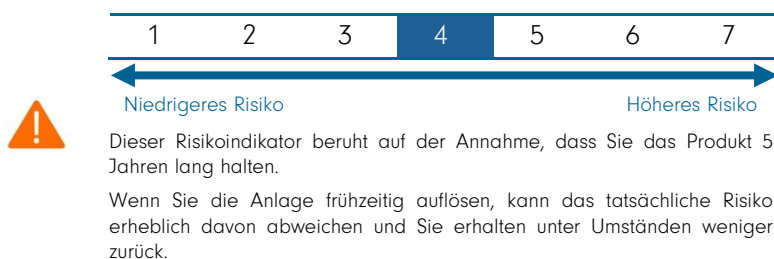 1 2 3 4 5 6 7
Niedrigeres Risiko Höheres Risiko
Dieser Risikoindikator beruht auf der Annahme, dass Sie das Produkt 5
Jahren lang halten.
Wenn Sie die Anlage frühzeitig auflösen, kann das tatsächliche Risiko
erheblich davon abweichen und Sie erhalten unter Umständen weniger
zurück.